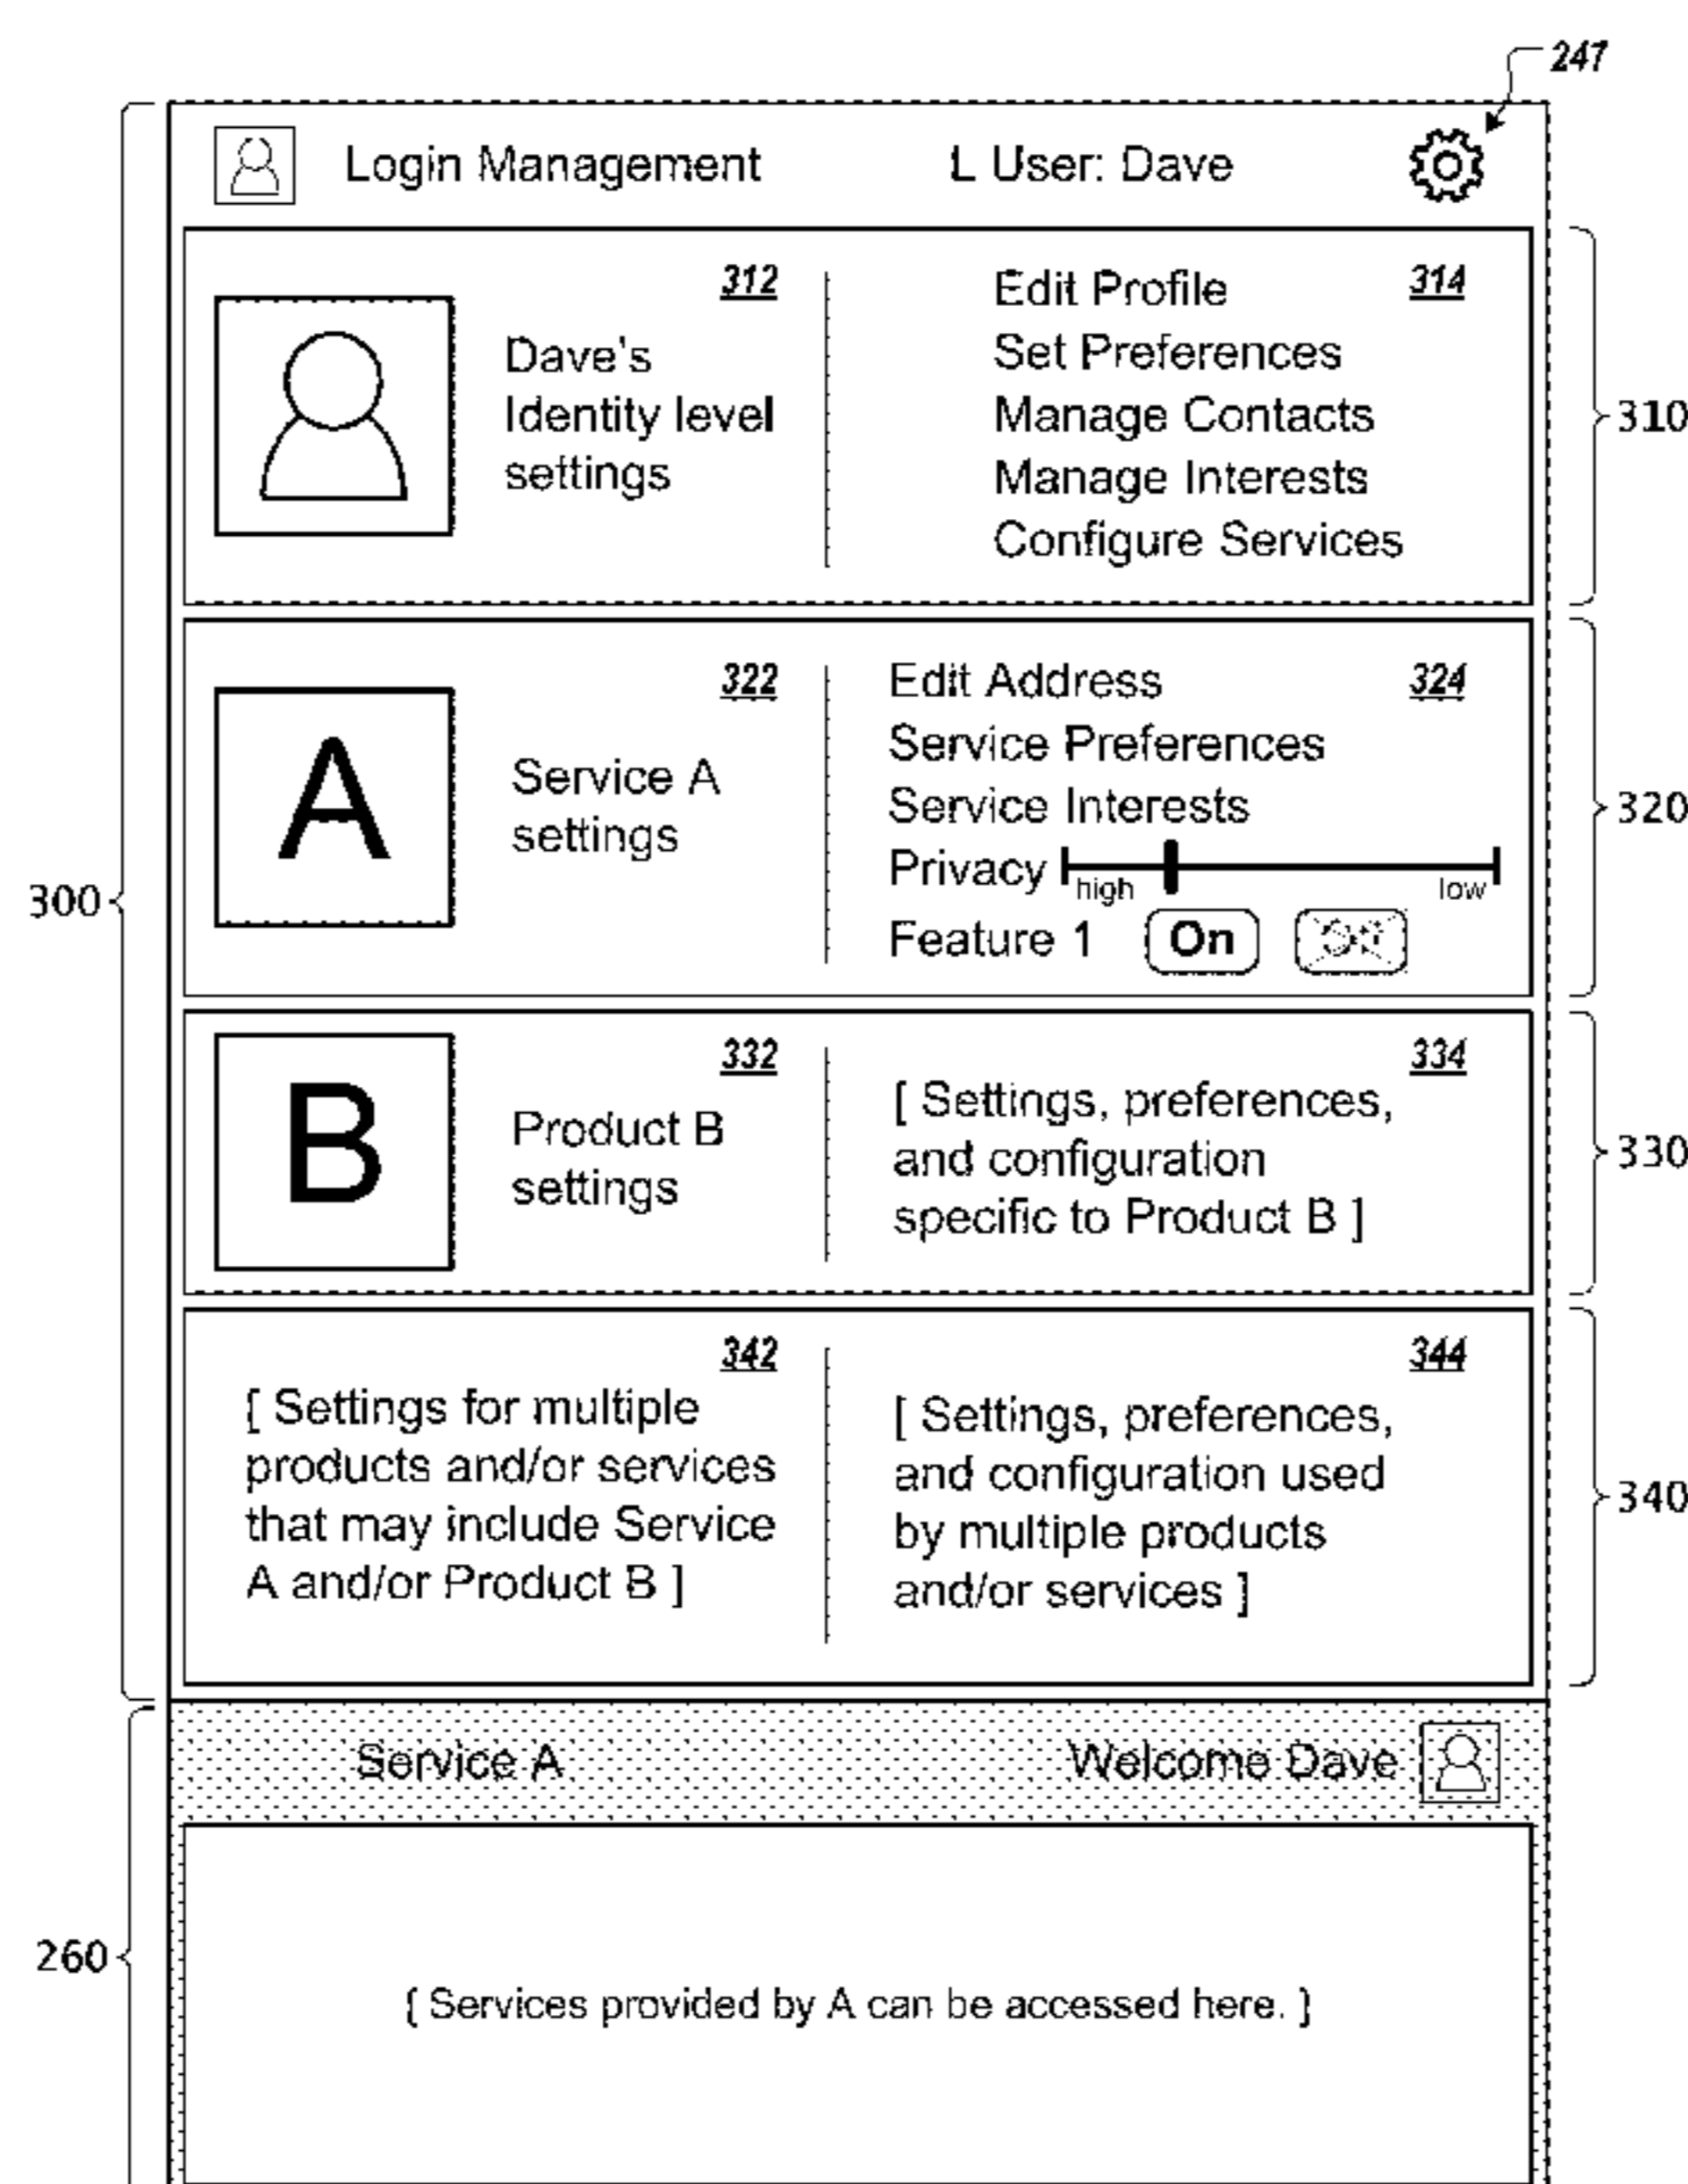 247
Login Management L User: Dave
312
Dave's
Identity level
settings
314
Edit Profile
Set Preferences
Manage Contacts
Manage Interests
Configure Services
310
322
A
Service A
settings
324
Edit Address
Service Preferences
Service Interests
Privacy high low
Feature 1 On
320
300
332
B
Product B
settings
334
[ Settings, preferences,
and configuration
specific to Product B ]
330
342
[ Settings for multiple
products and/or services
that may include Service
A and/or Product B ]
344
[ Settings, preferences,
and configuration used
by multiple products
and/or services ]
340
Service A Welcome Dave
260
{ Services provided by A can be accessed here. }